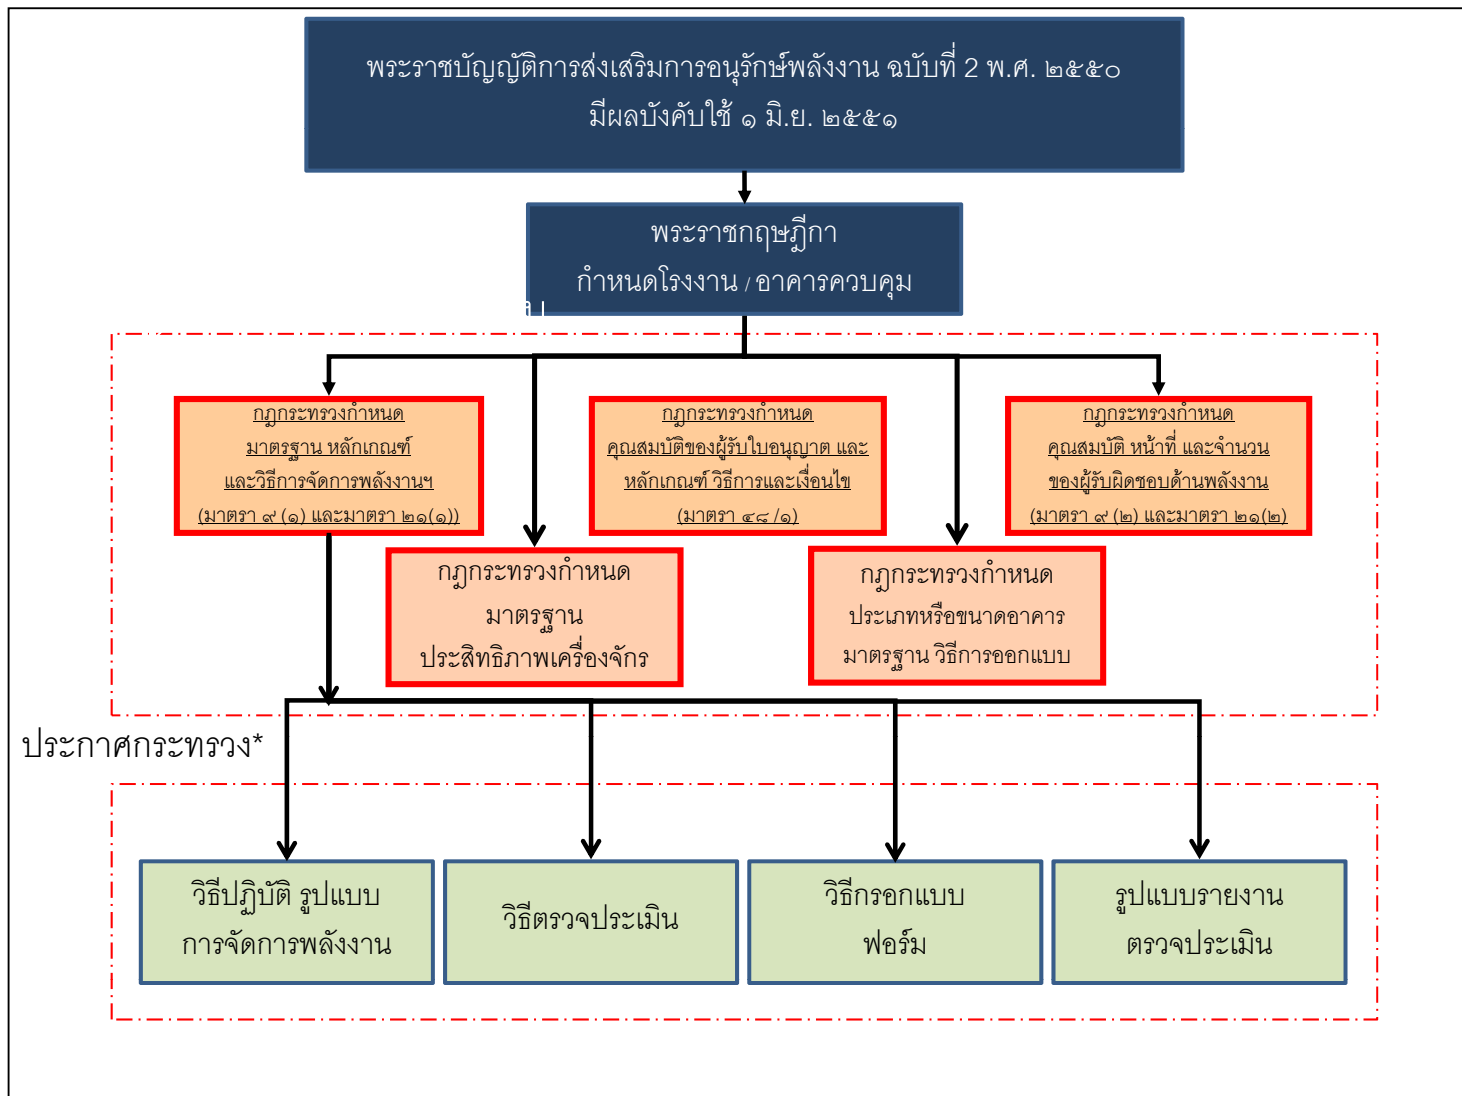 พระราชบัญญัติการส่งเสริมการอนุรักษ์พลังงาน ฉบับที่ 2 พ.ศ. ๒๕๕๐
มีผลบังคับใช้ ๑ มิ.ย. ๒๕๕๑
พระราชกฤษฎีกา
กำหนดโรงงาน / อาคารควบคุม
กฎกระทรวงกำหนด
มาตรฐาน หลักเกณฑ์
และวิธีการจัดการพลังงานฯ
(มาตรา ๙ (๑) และมาตรา ๒๑(๑))
กฎกระทรวงกำหนด
คุณสมบัติของผู้รับใบอนุญาต และ
หลักเกณฑ์ วิธีการและเงื่อนไข
(มาตรา ๔๘ /๑)
กฎกระทรวงกำหนด
คุณสมบัติ หน้าที่ และจำนวน
ของผู้รับผิดชอบด้านพลังงาน
(มาตรา ๙ (๒) และมาตรา ๒๑(๒)
กฎกระทรวงกำหนด
มาตรฐาน
ประสิทธิภาพเครื่องจักร
กฎกระทรวงกำหนด
ประเภทหรือขนาดอาคาร
มาตรฐาน วิธีการออกแบบ
ประกาศกระทรวง*
วิธีปฏิบัติ รูปแบบ
การจัดการพลังงาน
วิธีตรวจประเมิน
วิธีกรอกแบบ
ฟอร์ม
รูปแบบรายงาน
ตรวจประเมิน